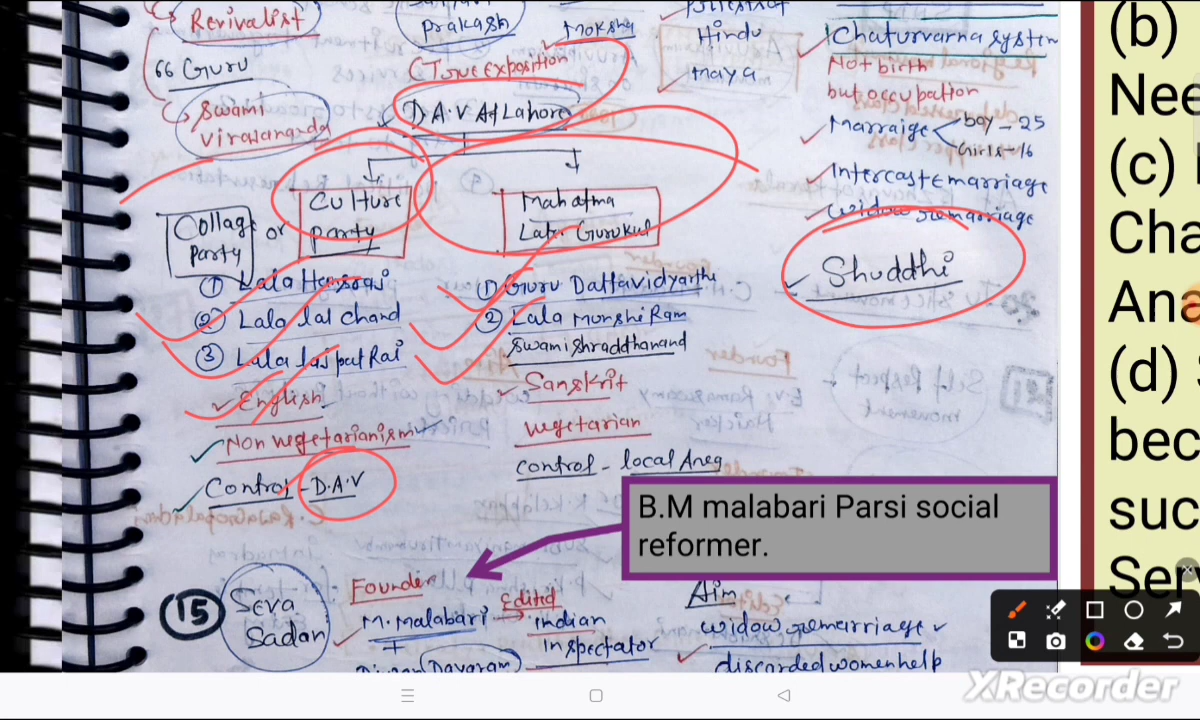 Revivalist
Prakash
Moksha
Hindu
Chaturvarna system
66 Guru
(True exposition
maya
Not birth
but occupation
Swami
Virajananda
D.A.V At Lahore
Marraige < boy - 25
Girls - 16
Intercaste marriage
widow remarriage
Collage
Party
or
Culture
party
Mahatma
Later Gurukul
Shuddhi
① Lala Hansraj
② Lala lal chand
③ Lala lajpat Rai
English
Non vegetarianism
Control - D.A.V
(1) Guru Dattavidyarthi
② Lala Munshi Ram
Swami Shraddhanand
Sanskrit
vegetarian
control - local Area
B.M malabari Parsi social
reformer.
15
Seva
Sadan
Founder
M. malabari
+
(Dayaram)
Edited
indian
inspectator
Aim
widow remarriage
discarded women help
(b)
Nee
(c)
Cha
Ana
(d)
bec
suc
Ser
XRecorder